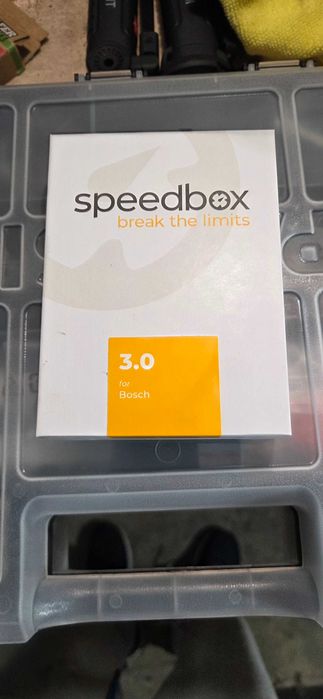 speedbox
break the limits
3.0
for
Bosch